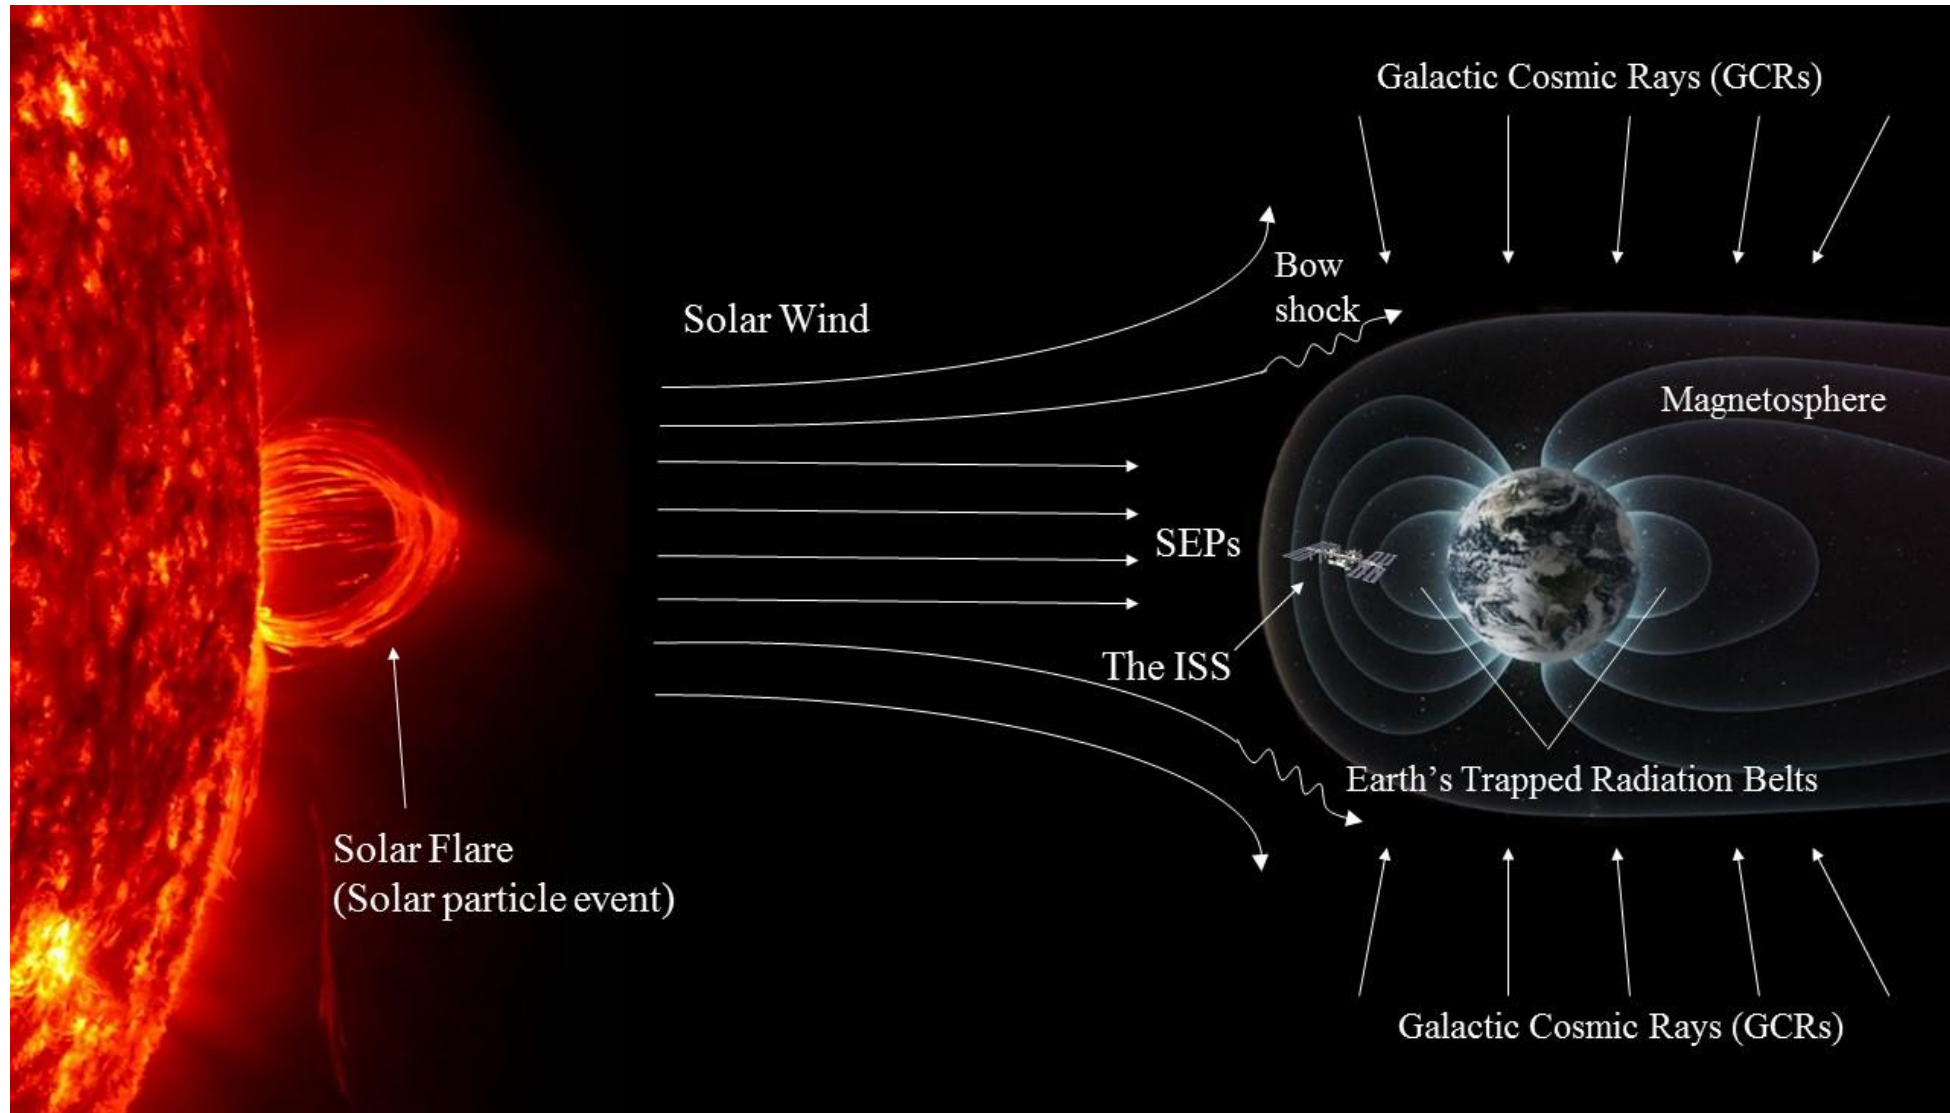 Galactic Cosmic Rays (GCRs)
Bow
shock
Solar Wind
Magnetosphere
SEPs
The ISS
Earth’s Trapped Radiation Belts
Solar Flare
(Solar particle event)
Galactic Cosmic Rays (GCRs)